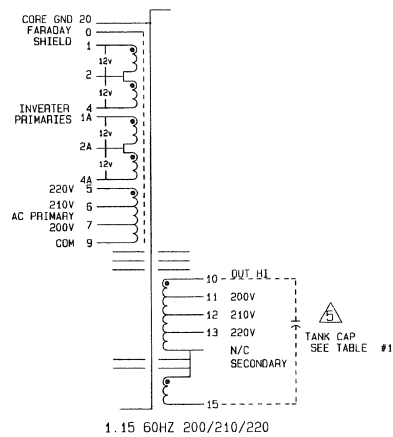 CORE GND 20
FARADAY 0
SHIELD
1
12v
2
12v
INVERTER 4
PRIMARIES 1A
12v
2A
12v
4A
220V 5
210V 6
AC PRIMARY
200V 7
COM 9
10 OUT HI
11 200V
12 210V
13 220V
N/C
SECONDARY
15
5
TANK CAP
SEE TABLE #1
1.15 60HZ 200/210/220